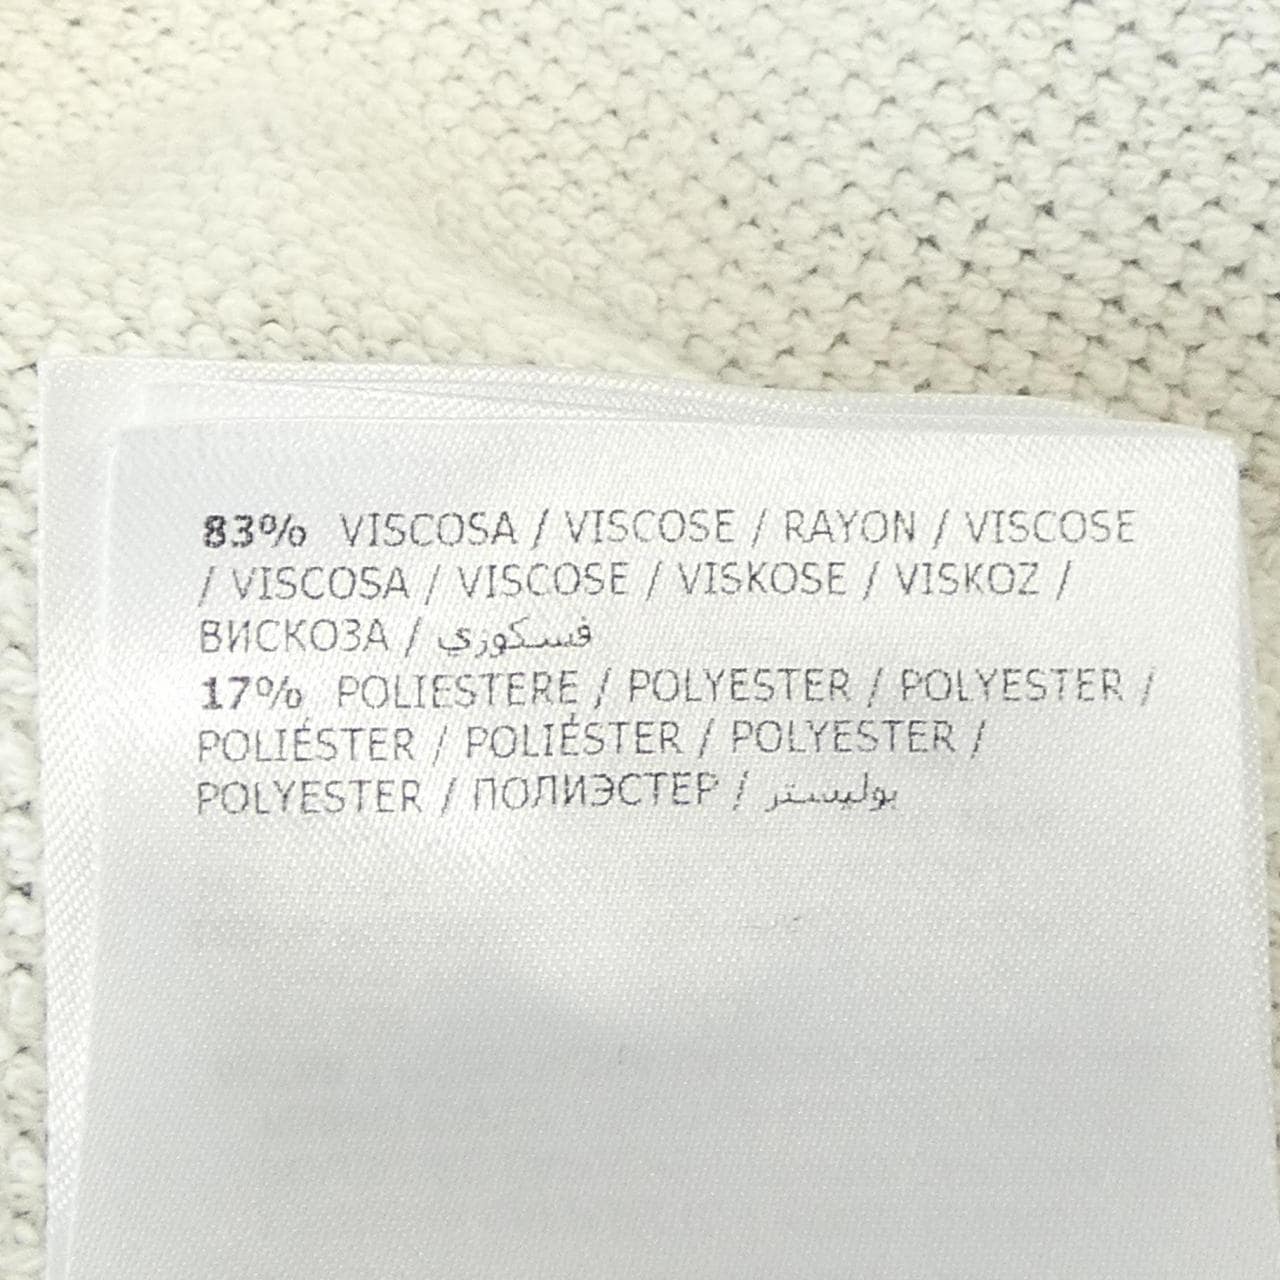 83% VISCOSA / VISCOSE / RAYON / VISCOSE
/ VISCOSA / VISCOSE / VISKOSE / VISKOZ /
ВИСКОЗА / فسكوزي
17% POLIESTERE / POLYESTER / POLYESTER /
POLIÉSTER / POLIÉSTER / POLYESTER /
POLYESTER / ПОЛИЭСТЕР / بوليستر